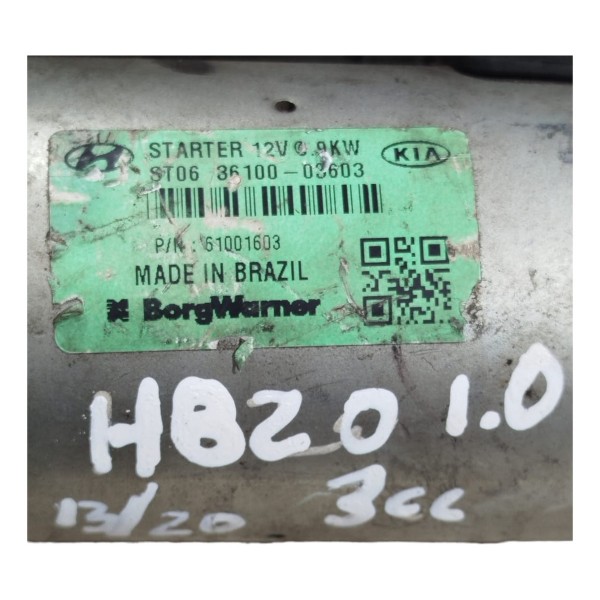 STARTER 12V 0.9KW
KIA
ST06 36100-03603
P/N : 61001603
MADE IN BRAZIL
BorgWarner
HB20 1.0
13/20 3cc